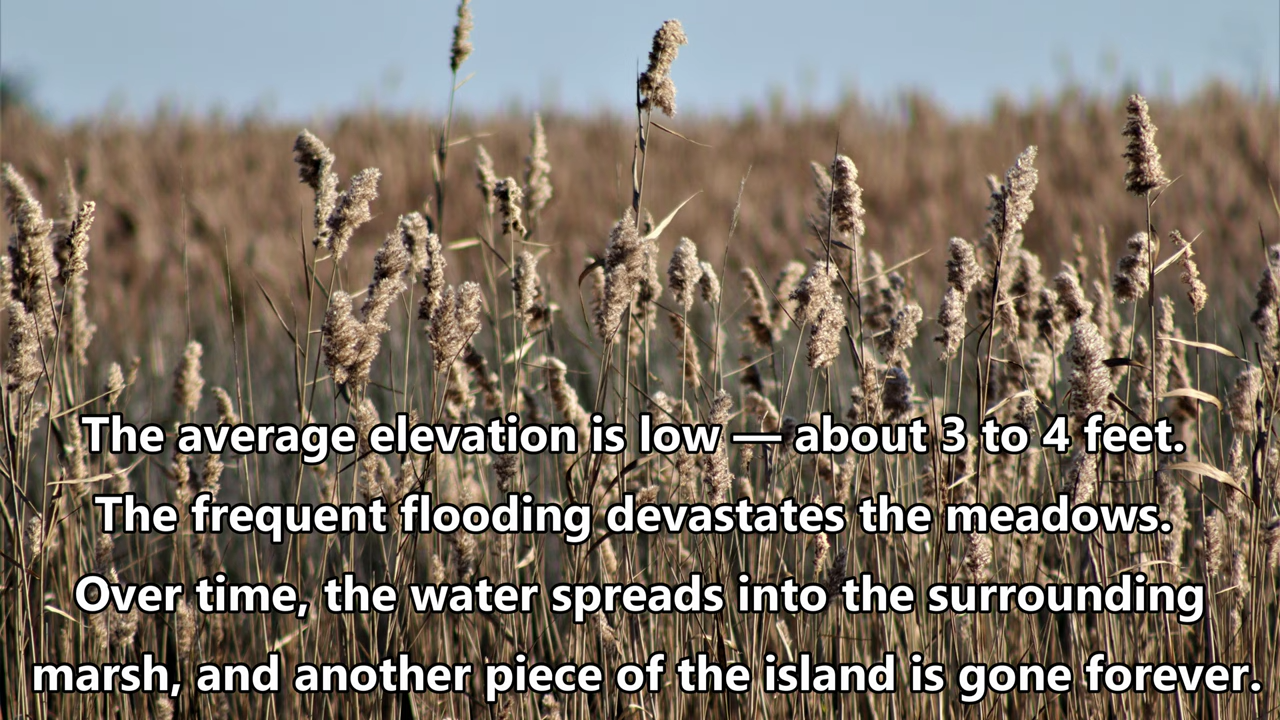 The average elevation is low — about 3 to 4 feet.
The frequent flooding devastates the meadows.
Over time, the water spreads into the surrounding
marsh, and another piece of the island is gone forever.